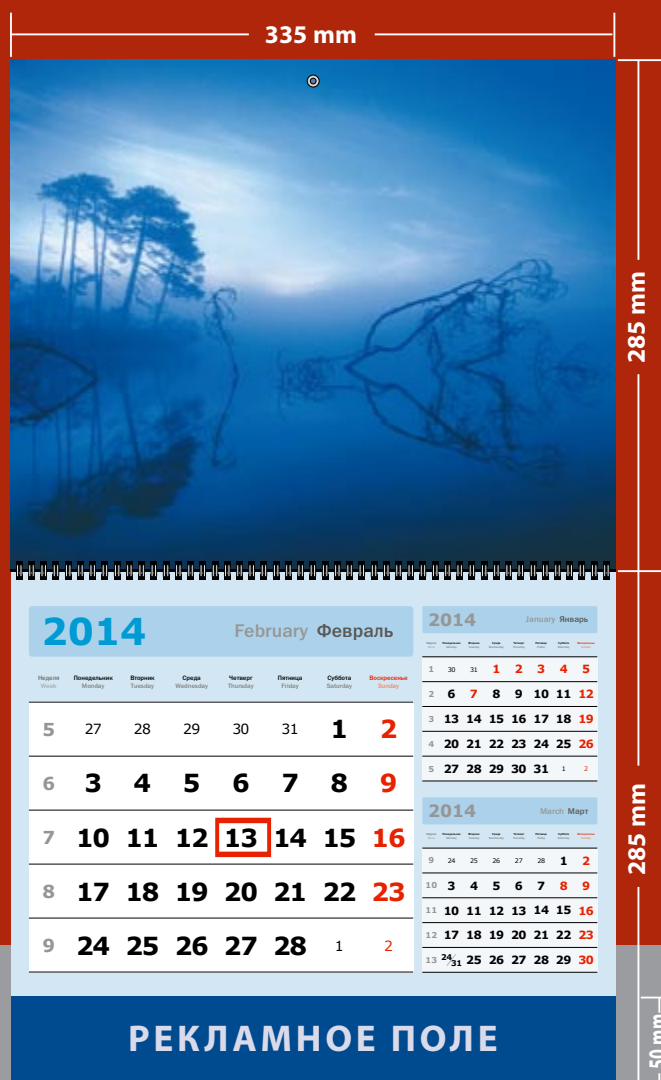 335 mm
285 mm
2014 February Февраль
Неделя Понедельник Вторник Среда Четверг Пятница Суббота Воскресенье
Week Monday Tuesday Wednesday Thursday Friday Saturday Sunday
5 27 28 29 30 31 1 2
6 3 4 5 6 7 8 9
7 10 11 12 13 14 15 16
8 17 18 19 20 21 22 23
9 24 25 26 27 28 1 2
2014 January Январь
1 30 31 1 2 3 4 5
2 6 7 8 9 10 11 12
3 13 14 15 16 17 18 19
4 20 21 22 23 24 25 26
5 27 28 29 30 31 1 2
2014 March Март
9 24 25 26 27 28 1 2
10 3 4 5 6 7 8 9
11 10 11 12 13 14 15 16
12 17 18 19 20 21 22 23
13 24/31 25 26 27 28 29 30
285 mm
50 mm
РЕКЛАМНОЕ ПОЛЕ